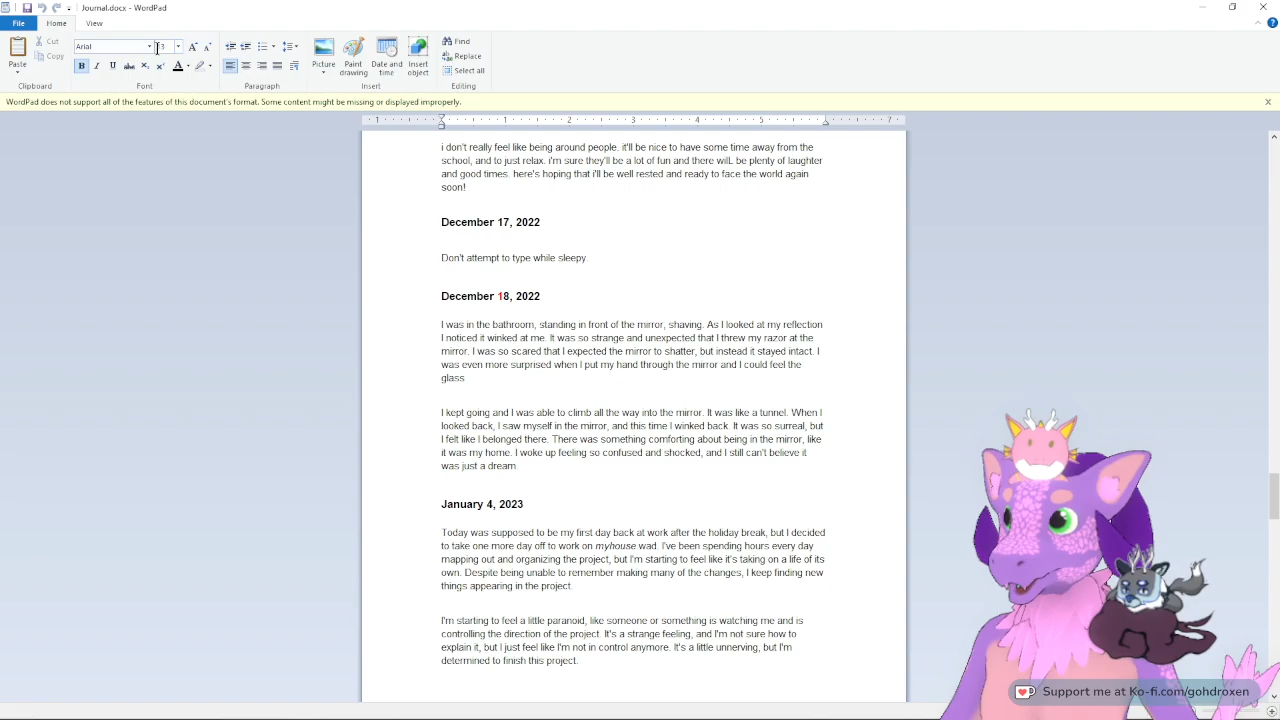 Journal.docx - WordPad
File
Home
View
Paste
Cut
Copy
Clipboard
Arial
B
I
U
abc
X₂
X²
A
Font
Paragraph
Picture
Paint drawing
Date and time
Insert object
Insert
Find
Replace
Select all
Editing
WordPad does not support all of the features of this document's format. Some content might be missing or displayed improperly.
1 1 2 3 4 5 7
i don't really feel like being around people. it'll be nice to have some time away from the
school, and to just relax. i'm sure they'll be a lot of fun and there wilL be plenty of laughter
and good times. here's hoping that i'll be well rested and ready to face the world again
soon!
December 17, 2022
Don't attempt to type while sleepy.
December 18, 2022
I was in the bathroom, standing in front of the mirror, shaving. As I looked at my reflection
I noticed it winked at me. It was so strange and unexpected that I threw my razor at the
mirror. I was so scared that I expected the mirror to shatter, but instead it stayed intact. I
was even more surprised when I put my hand through the mirror and I could feel the
glass
I kept going and I was able to climb all the way into the mirror. It was like a tunnel. When I
looked back, I saw myself in the mirror, and this time I winked back. It was so surreal, but
I felt like I belonged there. There was something comforting about being in the mirror, like
it was my home. I woke up feeling so confused and shocked, and I still can't believe it
was just a dream.
January 4, 2023
Today was supposed to be my first day back at work after the holiday break, but I decided
to take one more day off to work on myhouse wad. I've been spending hours every day
mapping out and organizing the project, but I'm starting to feel like it's taking on a life of its
own. Despite being unable to remember making many of the changes, I keep finding new
things appearing in the project.
I'm starting to feel a little paranoid, like someone or something is watching me and is
controlling the direction of the project. It's a strange feeling, and I'm not sure how to
explain it, but I just feel like I'm not in control anymore. It's a little unnerving, but I'm
determined to finish this project.
Support me at Ko-fi.com/gohdroxen